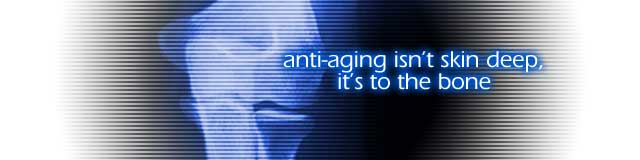 anti-aging isn't skin deep,
it's to the bone